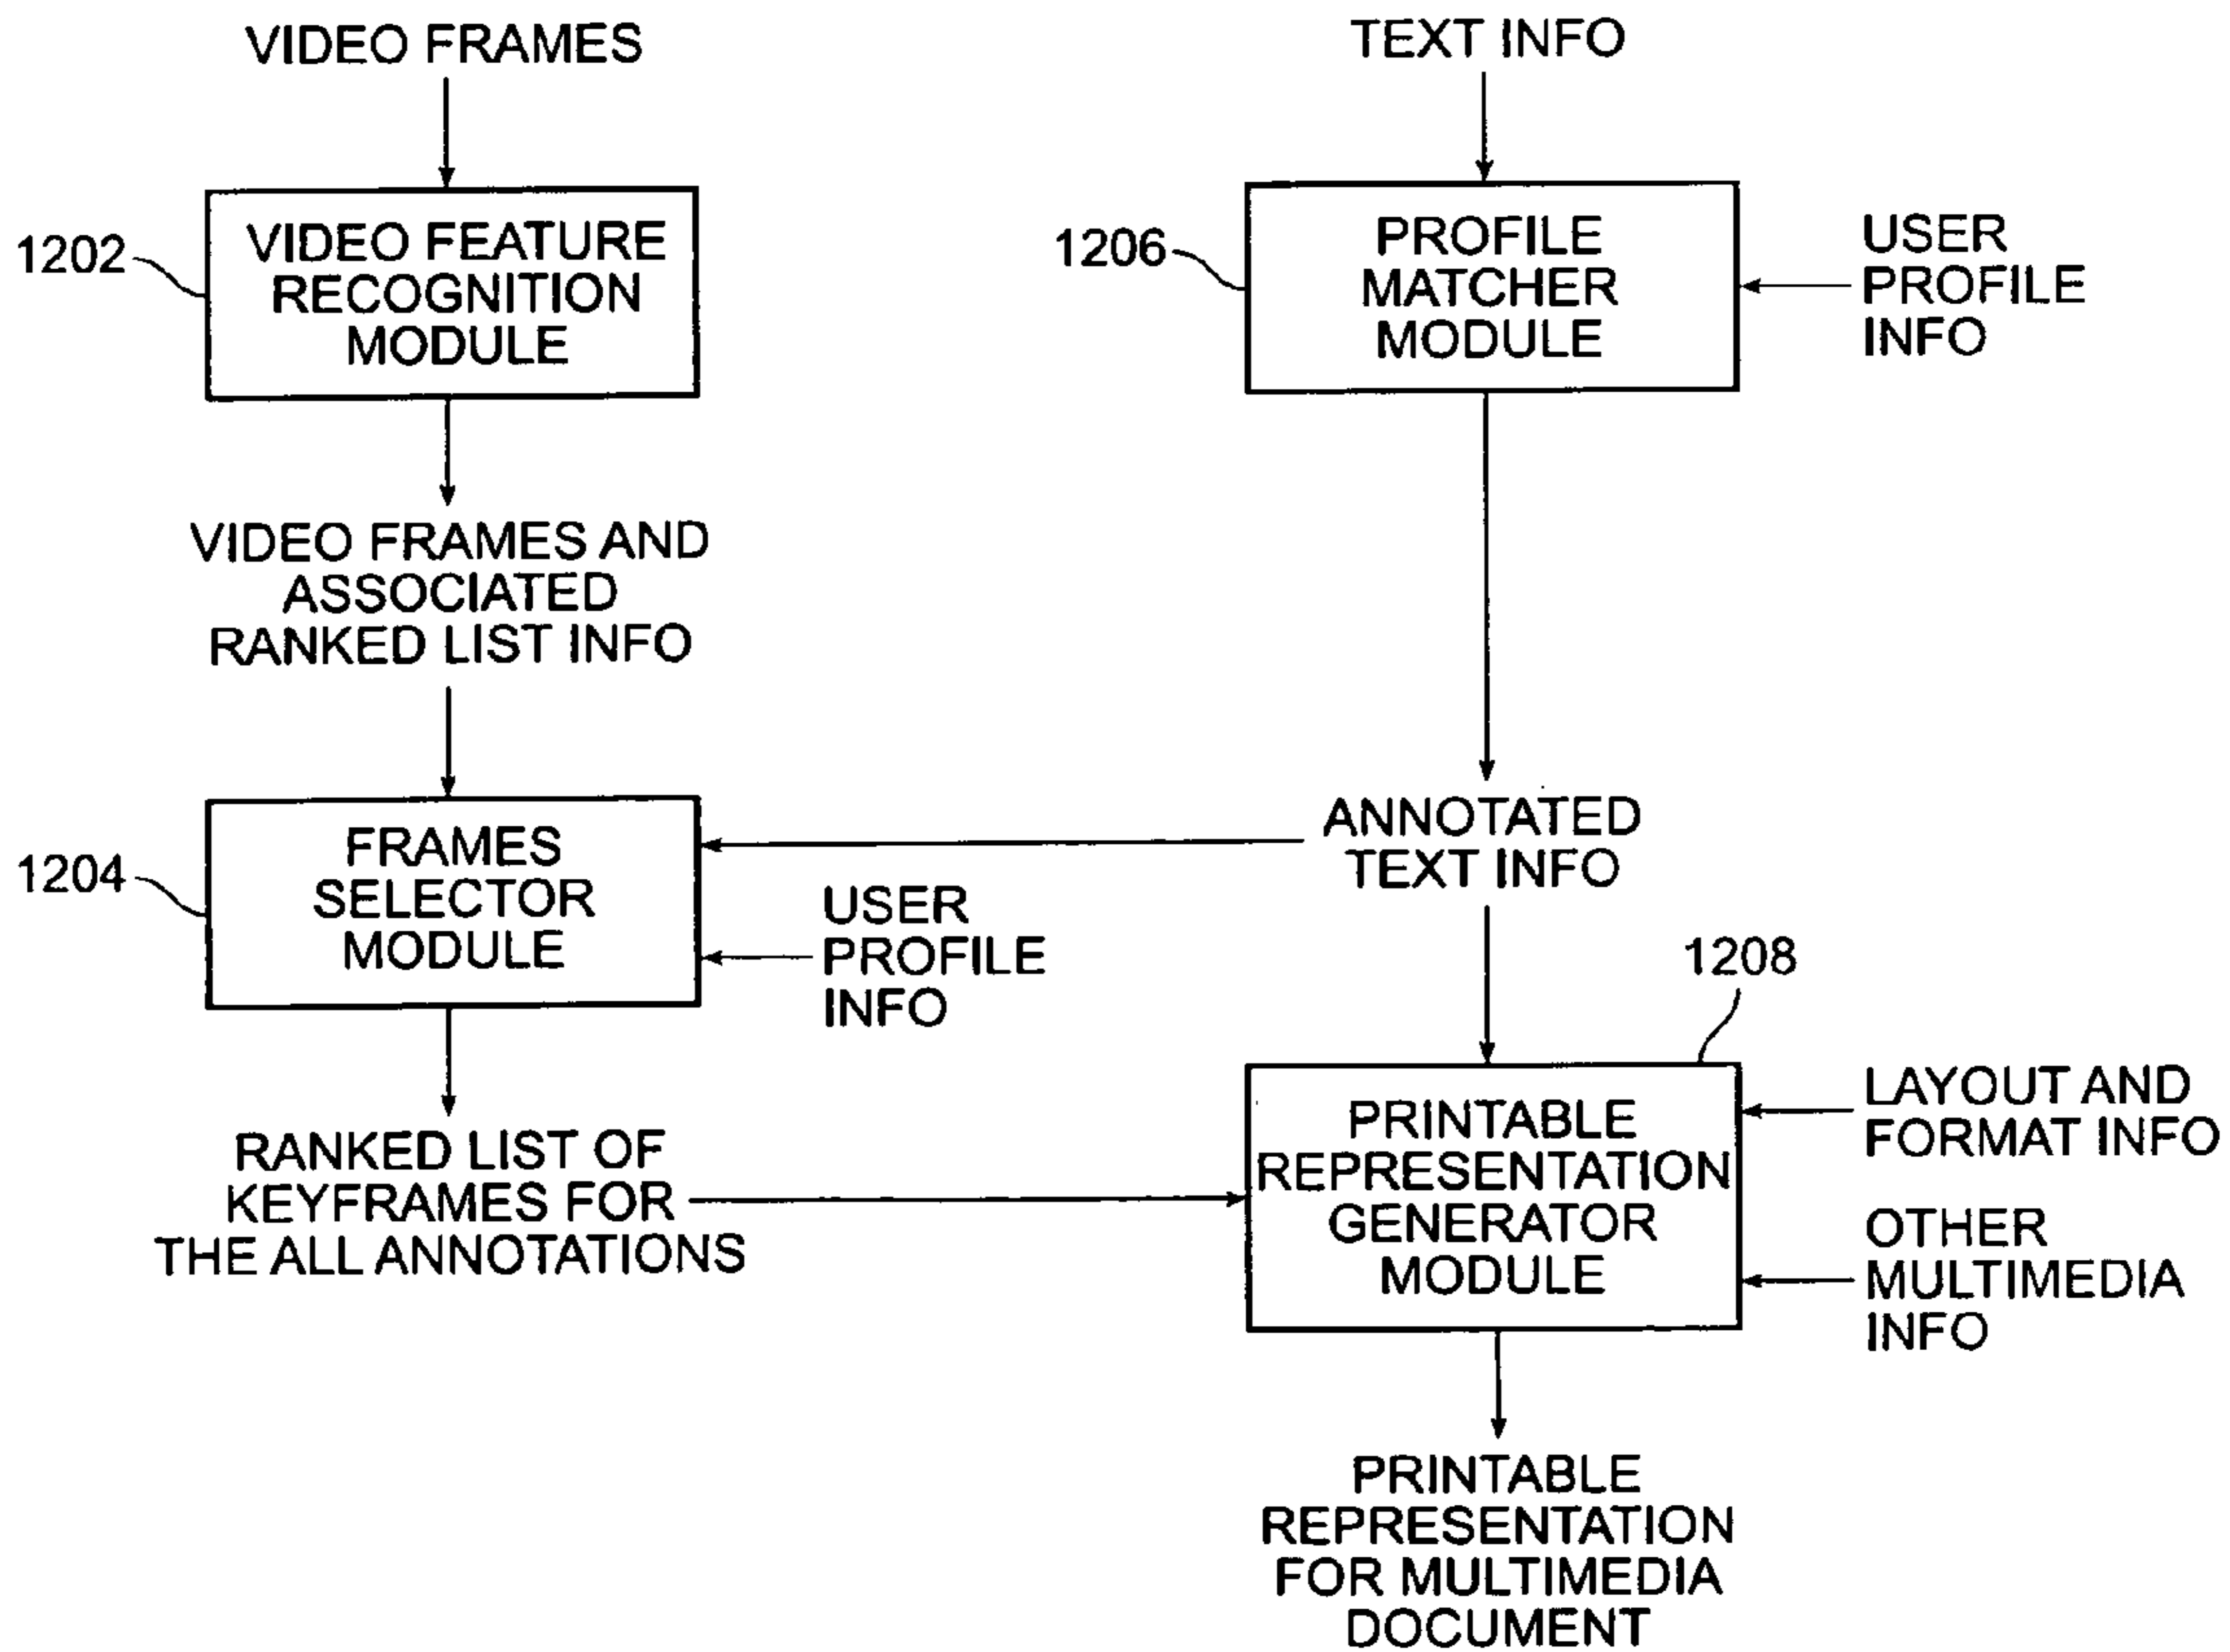 VIDEO FRAMES
TEXT INFO
1202
VIDEO FEATURE
RECOGNITION
MODULE
1206
PROFILE
MATCHER
MODULE
USER
PROFILE
INFO
VIDEO FRAMES AND
ASSOCIATED
RANKED LIST INFO
1204
FRAMES
SELECTOR
MODULE
USER
PROFILE
INFO
ANNOTATED
TEXT INFO
1208
RANKED LIST OF
KEYFRAMES FOR
THE ALL ANNOTATIONS
PRINTABLE
REPRESENTATION
GENERATOR
MODULE
LAYOUT AND
FORMAT INFO
OTHER
MULTIMEDIA
INFO
PRINTABLE
REPRESENTATION
FOR MULTIMEDIA
DOCUMENT